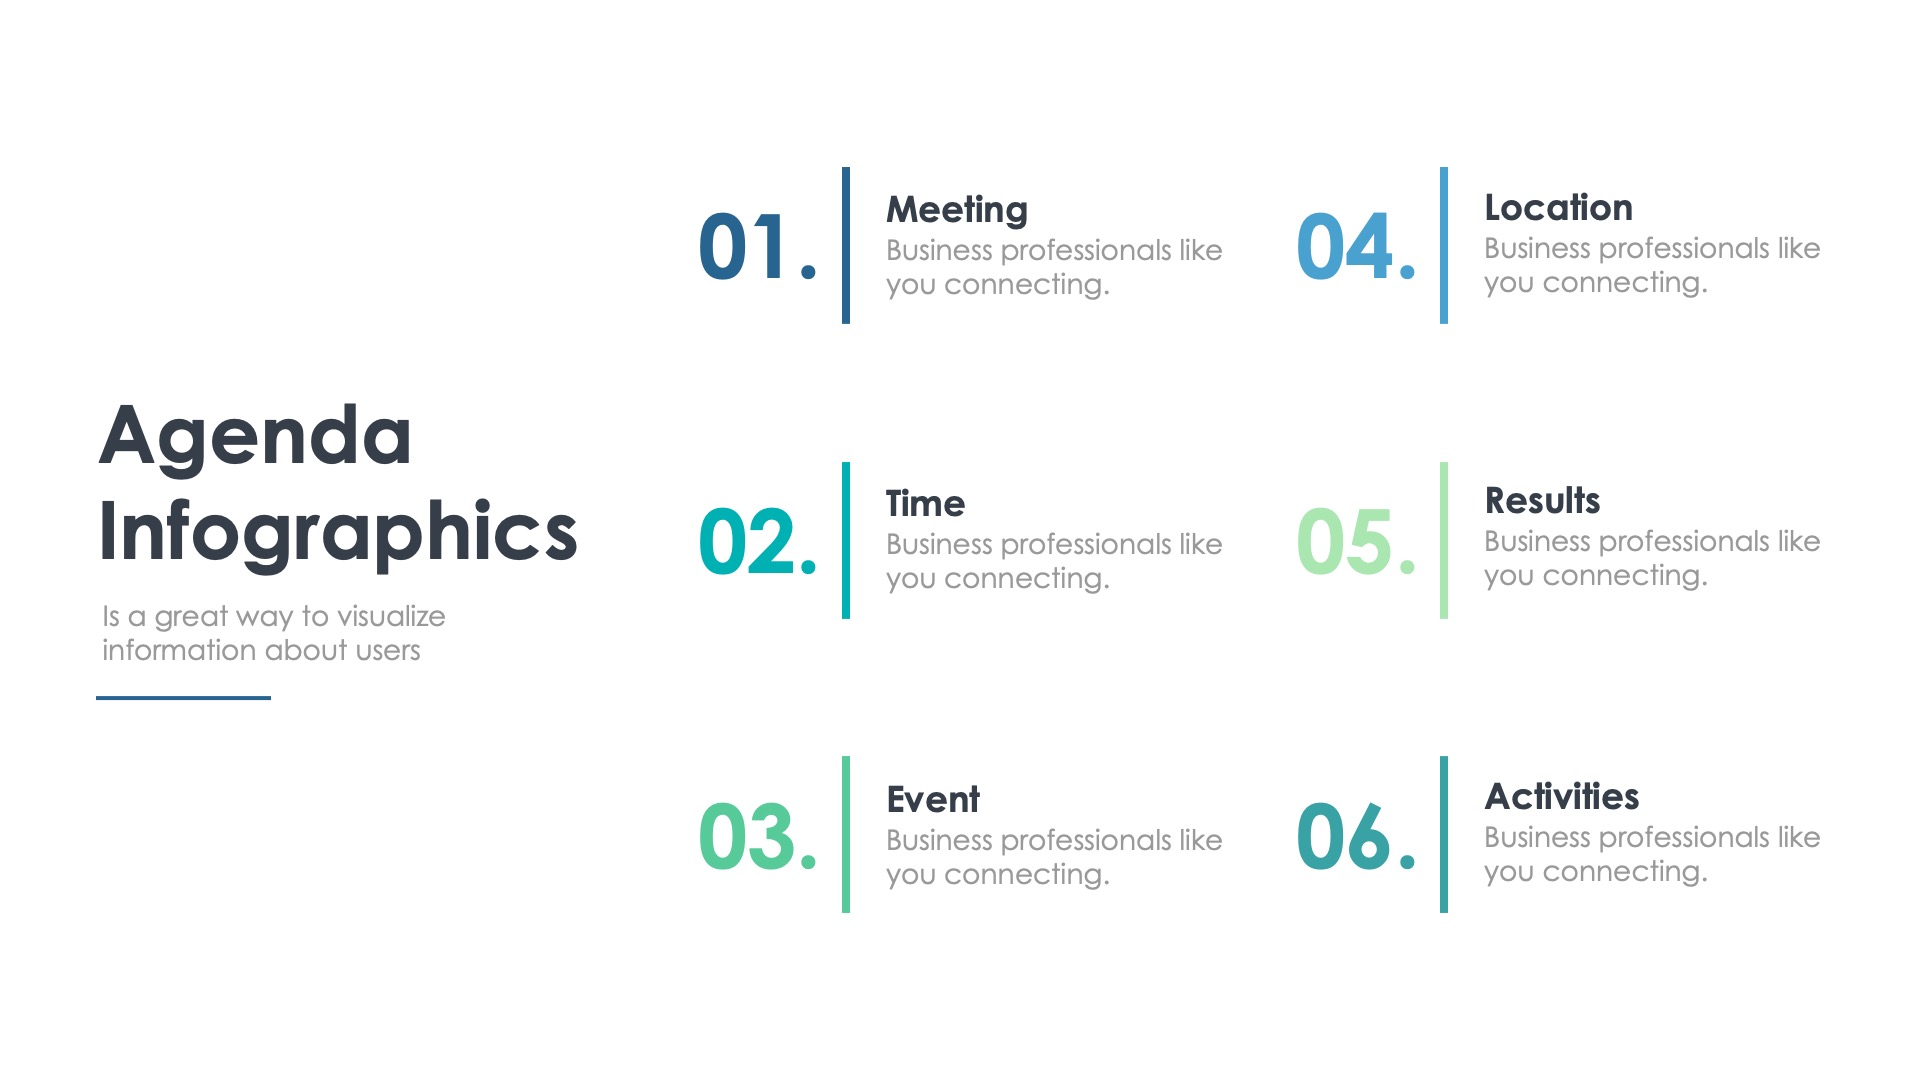 Agenda
Infographics
Is a great way to visualize
information about users
01.
Meeting
Business professionals like
you connecting.
02.
Time
Business professionals like
you connecting.
03.
Event
Business professionals like
you connecting.
04.
Location
Business professionals like
you connecting.
05.
Results
Business professionals like
you connecting.
06.
Activities
Business professionals like
you connecting.